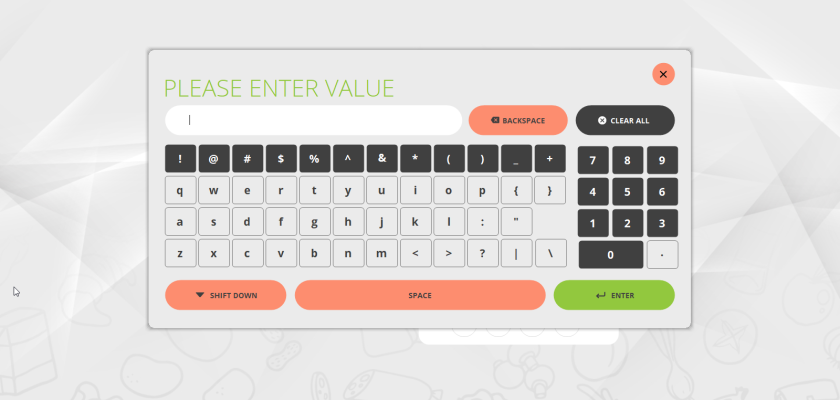 PLEASE ENTER VALUE
BACKSPACE
CLEAR ALL
! @ # $ % ^ & * ( ) _ + 7 8 9
q w e r t y u i o p { } 4 5 6
a s d f g h j k l : " 1 2 3
z x c v b n m < > ? | \ 0 .
SHIFT DOWN
SPACE
ENTER